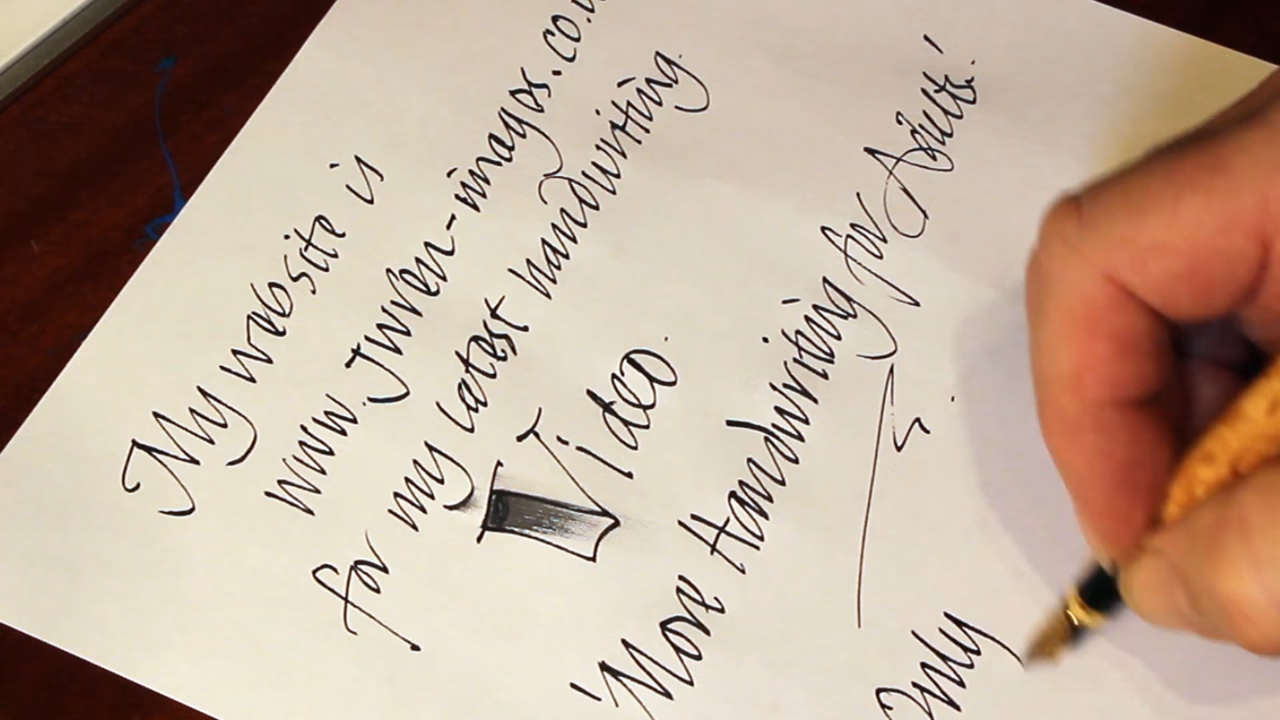 My website is
www.Jwren-images.co.u
for my latest handwriting
Video.
'More Handwriting for Adults!
Only